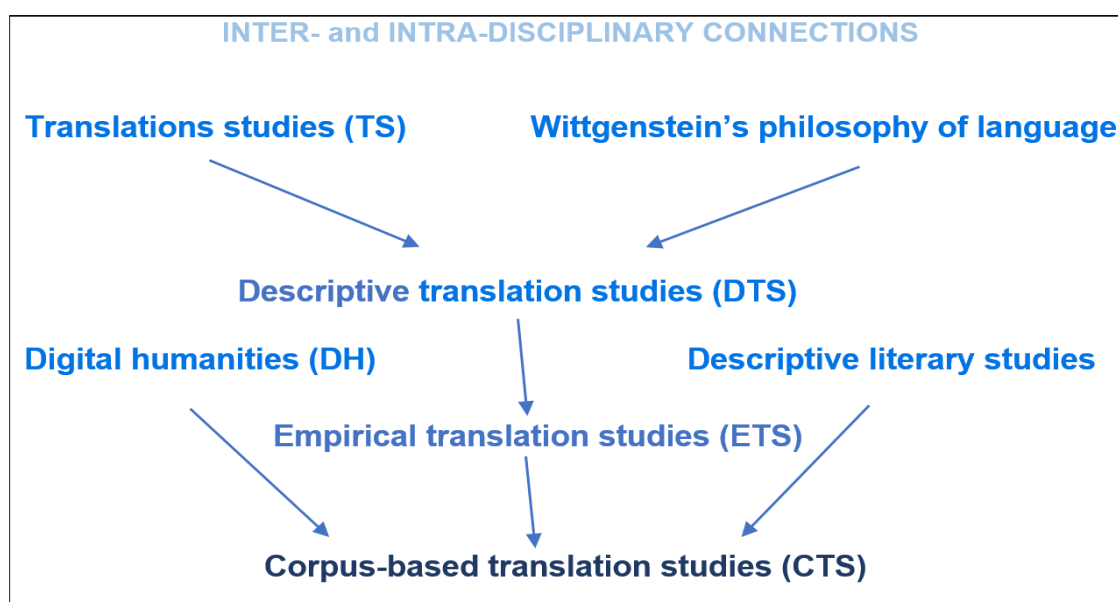 INTER- and INTRA-DISCIPLINARY CONNECTIONS
Translations studies (TS)
Wittgenstein’s philosophy of language
Descriptive translation studies (DTS)
Digital humanities (DH)
Descriptive literary studies
Empirical translation studies (ETS)
Corpus-based translation studies (CTS)